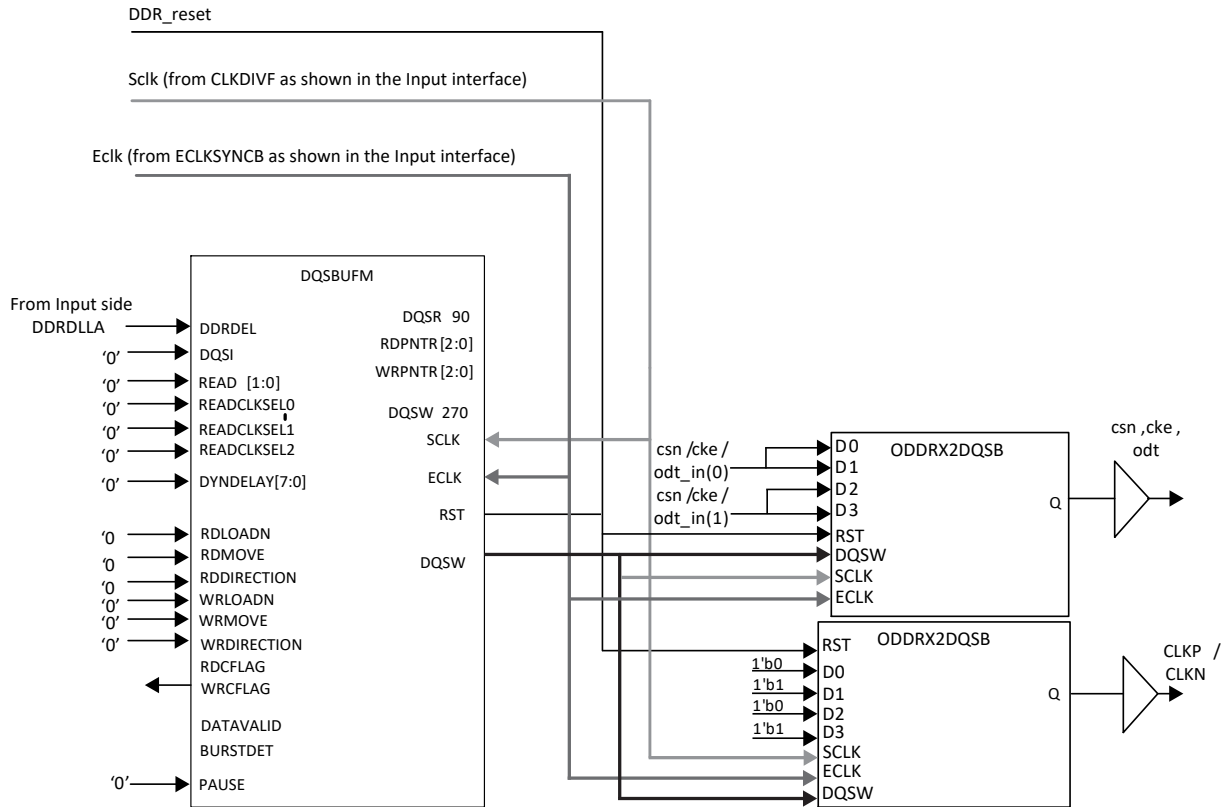 DDR_reset
Sclk (from CLKDIVF as shown in the Input interface)
Eclk (from ECLKSYNCB as shown in the Input interface)
DQSBUFM
From Input side
DDRDLLA
DDRDEL
‘0’
DQSI
‘0’
READ [1:0]
‘0’
READCLKSEL0
‘0’
READCLKSEL1
‘0’
READCLKSEL2
‘0’
DYNDELAY[7:0]
‘0
RDLOADN
‘0
RDMOVE
‘0
RDDIRECTION
‘0’
WRLOADN
‘0’
WRMOVE
‘0’
WRDIRECTION
RDCFLAG
WRCFLAG
DATAVALID
BURSTDET
‘0’
PAUSE
DQSR 90
RDPNTR[2:0]
WRPNTR[2:0]
DQSW 270
SCLK
ECLK
RST
DQSW
csn /cke /
odt_in(0)
csn /cke /
odt_in(1)
ODDRX2DQSB
D0
D1
D2
D3
RST
DQSW
SCLK
ECLK
Q
csn ,cke ,
odt
ODDRX2DQSB
RST
1'b0
D0
1'b1
D1
1'b0
D2
1'b1
D3
SCLK
ECLK
DQSW
Q
CLKP /
CLKN